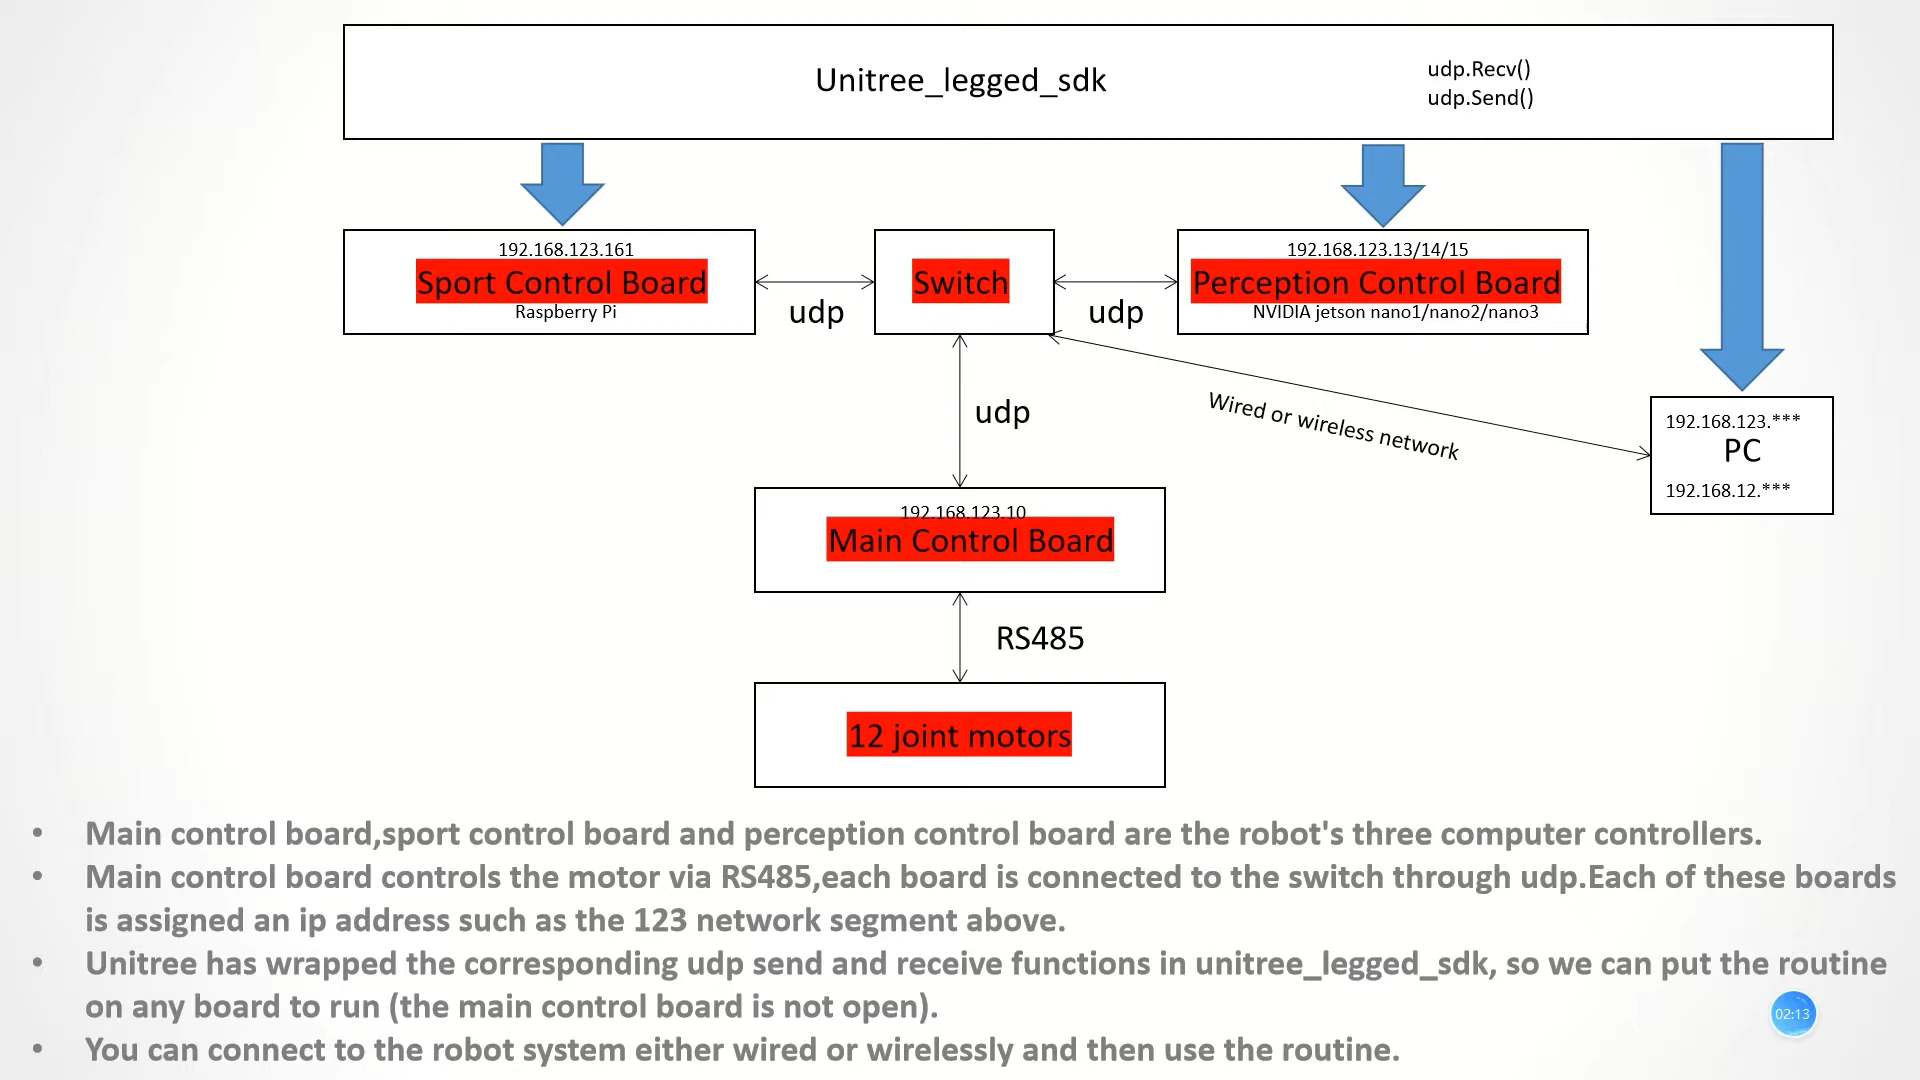 Unitree_legged_sdk
udp.Recv()
udp.Send()
192.168.123.161
Sport Control Board
Raspberry Pi
udp
Switch
udp
192.168.123.13/14/15
Perception Control Board
NVIDIA jetson nano1/nano2/nano3
udp
Wired or wireless network
192.168.123.***
PC
192.168.12.***
192.168.123.10
Main Control Board
RS485
12 joint motors
• Main control board,sport control board and perception control board are the robot's three computer controllers.
• Main control board controls the motor via RS485,each board is connected to the switch through udp.Each of these boards
is assigned an ip address such as the 123 network segment above.
• Unitree has wrapped the corresponding udp send and receive functions in unitree_legged_sdk, so we can put the routine
on any board to run (the main control board is not open).
• You can connect to the robot system either wired or wirelessly and then use the routine.
02:13